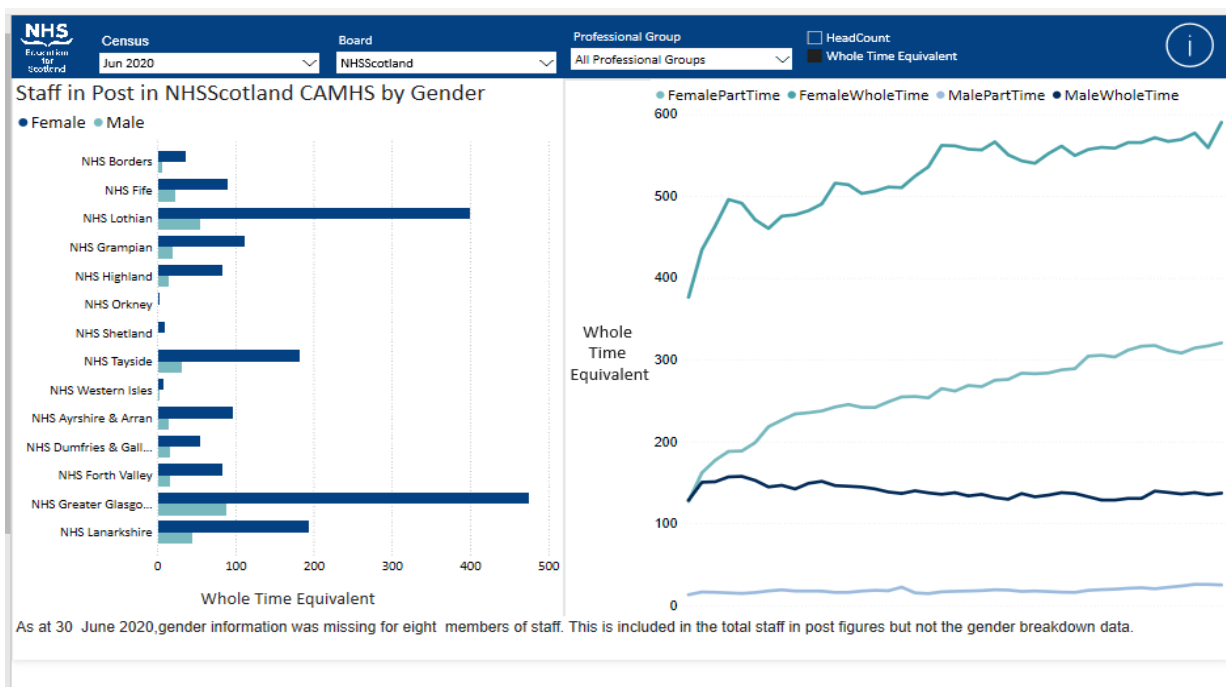 NHS
Education
for
Scotland
Census
Jun 2020
Board
NHSScotland
Professional Group
All Professional Groups
HeadCount
Whole Time Equivalent
i
Staff in Post in NHSScotland CAMHS by Gender
Female Male
NHS Borders
NHS Fife
NHS Lothian
NHS Grampian
NHS Highland
NHS Orkney
NHS Shetland
NHS Tayside
NHS Western Isles
NHS Ayrshire & Arran
NHS Dumfries & Gall...
NHS Forth Valley
NHS Greater Glasgo...
NHS Lanarkshire
0 100 200 300 400 500
Whole Time Equivalent
FemalePartTime FemaleWholeTime MalePartTime MaleWholeTime
600
500
400
300
200
100
0
Whole
Time
Equivalent
As at 30 June 2020,gender information was missing for eight members of staff. This is included in the total staff in post figures but not the gender breakdown data.